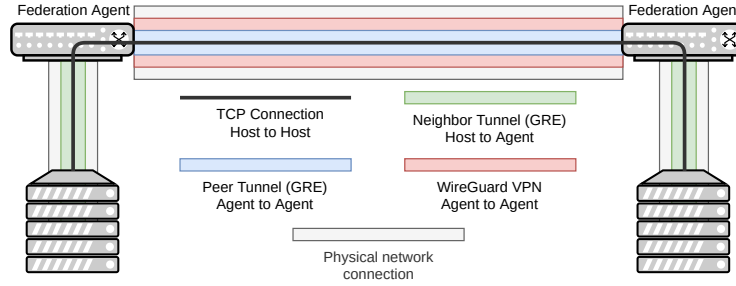 Federation Agent
Federation Agent
TCP Connection
Host to Host
Neighbor Tunnel (GRE)
Host to Agent
Peer Tunnel (GRE)
Agent to Agent
WireGuard VPN
Agent to Agent
Physical network
connection